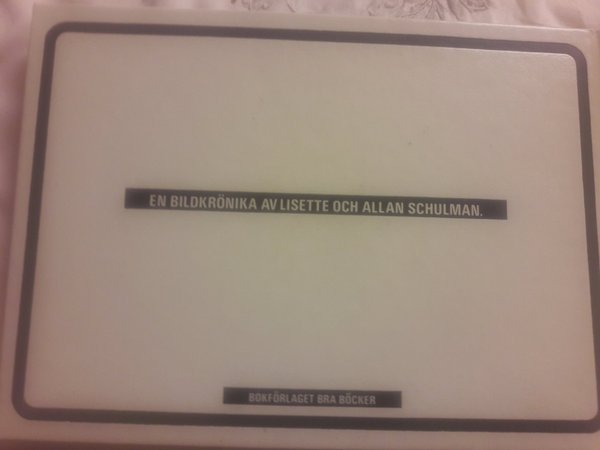 EN BILDKRÖNIKA AV LISETTE OCH ALLAN SCHULMAN.
BOKFÖRLAGET BRA BÖCKER